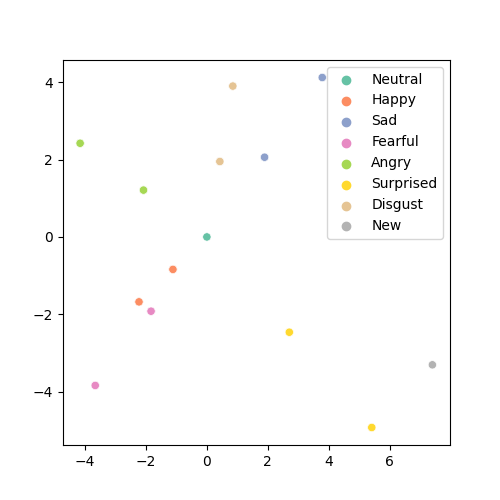 Neutral
Happy
Sad
Fearful
Angry
Surprised
Disgust
New
4
2
0
−2
−4
−4 −2 0 2 4 6